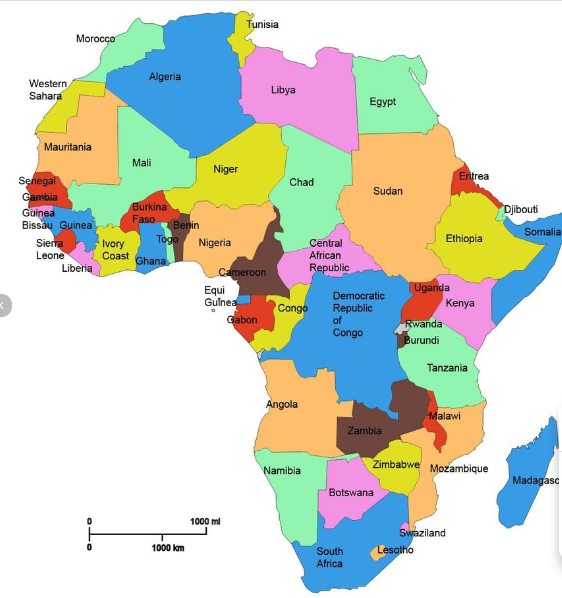 Tunisia
Morocco
Algeria
Libya
Egypt
Western
Sahara
Mauritania
Mali
Niger
Chad
Sudan
Eritrea
Djibouti
Somalia
Ethiopia
Senegal
Gambia
Guinea
Bissau
Guinea
Sierra
Leone
Liberia
Ivory
Coast
Burkina
Faso
Ghana
Togo
Benin
Nigeria
Cameroon
Central
African
Republic
Equi
Guinea
Gabon
Congo
Democratic
Republic
of
Congo
Uganda
Kenya
Rwanda
Burundi
Tanzania
Angola
Zambia
Malawi
Mozambique
Zimbabwe
Namibia
Botswana
Madagasc
Swaziland
Lesotho
South
Africa
0 1000 mi
0 1000 km